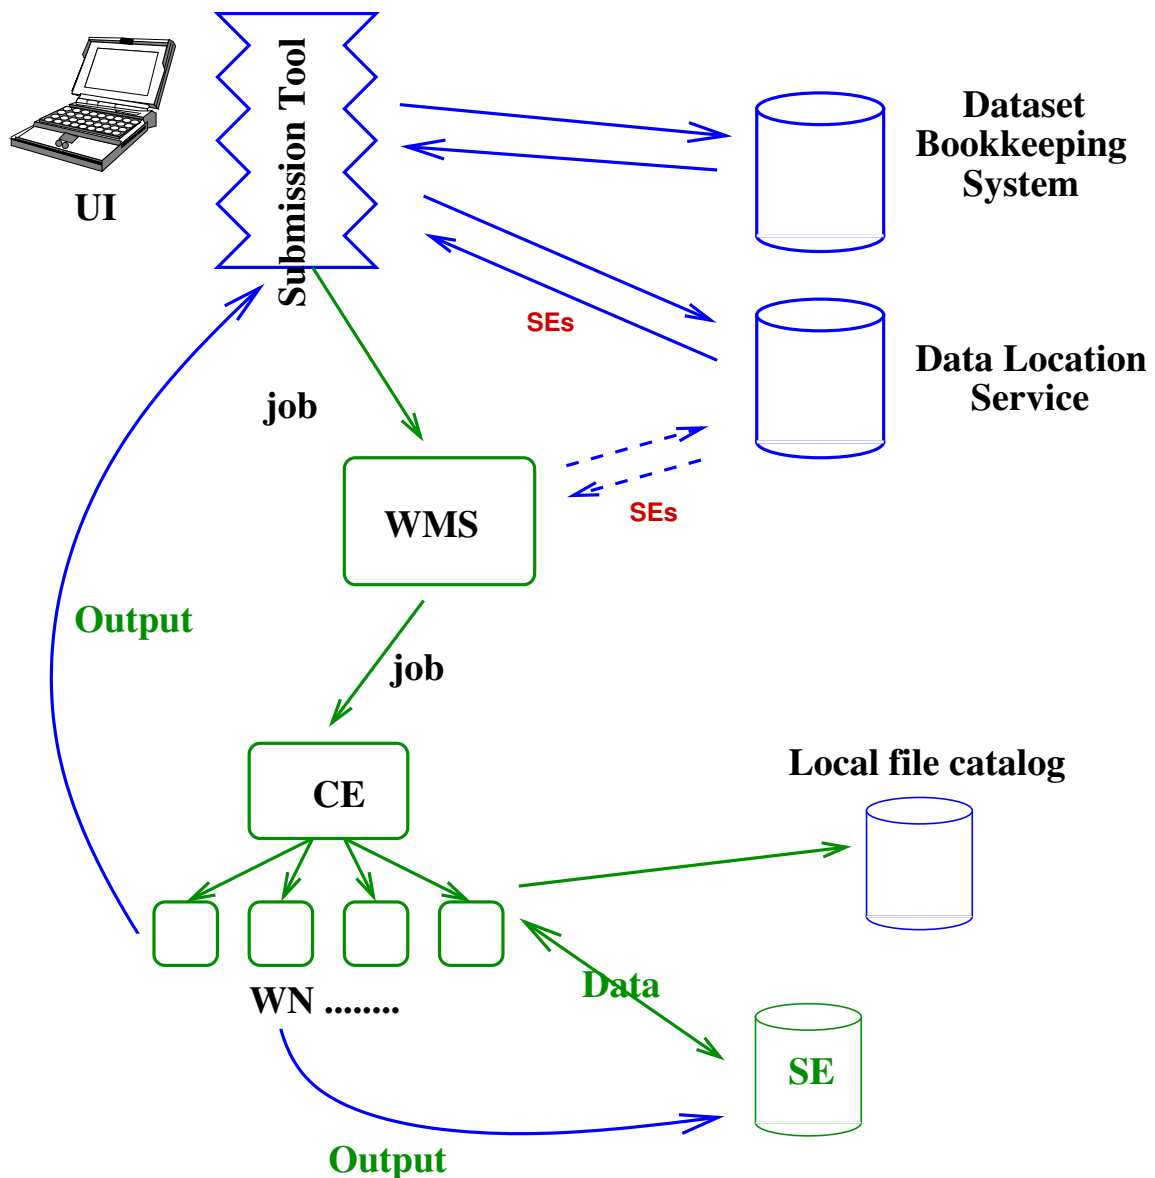 Submission Tool
UI
Dataset
Bookkeeping
System
SEs
Data Location
Service
job
WMS
SEs
Output
job
CE
Local file catalog
WN ........
Data
SE
Output